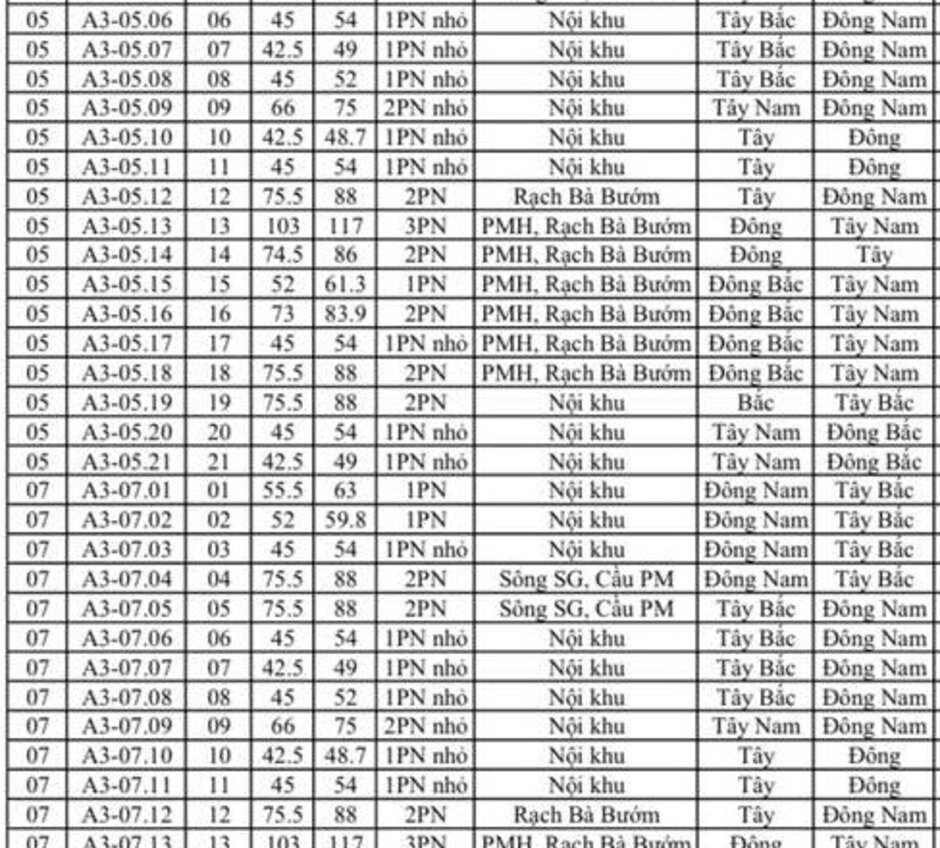 05 A3-05.06 06 45 54 1PN nhỏ Nội khu Tây Bắc Đông Nam
05 A3-05.07 07 42.5 49 1PN nhỏ Nội khu Tây Bắc Đông Nam
05 A3-05.08 08 45 52 1PN nhỏ Nội khu Tây Bắc Đông Nam
05 A3-05.09 09 66 75 2PN nhỏ Nội khu Tây Nam Đông Nam
05 A3-05.10 10 42.5 48.7 1PN nhỏ Nội khu Tây Đông
05 A3-05.11 11 45 54 1PN nhỏ Nội khu Tây Đông
05 A3-05.12 12 75.5 88 2PN Rạch Bà Bướm Tây Đông Nam
05 A3-05.13 13 103 117 3PN PMH, Rạch Bà Bướm Đông Tây Nam
05 A3-05.14 14 74.5 86 2PN PMH, Rạch Bà Bướm Đông Tây
05 A3-05.15 15 52 61.3 1PN PMH, Rạch Bà Bướm Đông Bắc Tây Nam
05 A3-05.16 16 73 83.9 2PN PMH, Rạch Bà Bướm Đông Bắc Tây Nam
05 A3-05.17 17 45 54 1PN nhỏ PMH, Rạch Bà Bướm Đông Bắc Tây Nam
05 A3-05.18 18 75.5 88 2PN PMH, Rạch Bà Bướm Đông Bắc Tây Nam
05 A3-05.19 19 75.5 88 2PN Nội khu Bắc Tây Bắc
05 A3-05.20 20 45 54 1PN nhỏ Nội khu Tây Nam Đông Bắc
05 A3-05.21 21 42.5 49 1PN nhỏ Nội khu Tây Nam Đông Bắc
07 A3-07.01 01 55.5 63 1PN Nội khu Đông Nam Tây Bắc
07 A3-07.02 02 52 59.8 1PN Nội khu Đông Nam Tây Bắc
07 A3-07.03 03 45 54 1PN nhỏ Nội khu Đông Nam Tây Bắc
07 A3-07.04 04 75.5 88 2PN Sông SG, Cầu PM Đông Nam Tây Bắc
07 A3-07.05 05 75.5 88 2PN Sông SG, Cầu PM Tây Bắc Đông Nam
07 A3-07.06 06 45 54 1PN nhỏ Nội khu Tây Bắc Đông Nam
07 A3-07.07 07 42.5 49 1PN nhỏ Nội khu Tây Bắc Đông Nam
07 A3-07.08 08 45 52 1PN nhỏ Nội khu Tây Bắc Đông Nam
07 A3-07.09 09 66 75 2PN nhỏ Nội khu Tây Nam Đông Nam
07 A3-07.10 10 42.5 48.7 1PN nhỏ Nội khu Tây Đông
07 A3-07.11 11 45 54 1PN nhỏ Nội khu Tây Đông
07 A3-07.12 12 75.5 88 2PN Rạch Bà Bướm Tây Đông Nam
07 A3-07.13 13 103 117 3PN PMH, Rạch Bà Bướm Đông Tây Nam